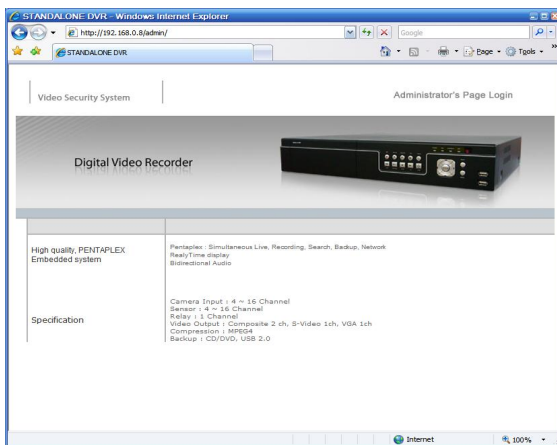 STANDALONE DVR - Windows Internet Explorer
http://192.168.0.8/admin/
Google
STANDALONE DVR
Page
Tools
Video Security System
Administrator's Page Login
Digital Video Recorder
High quality, PENTAPLEX
Embedded system
Pentaplex : Simultaneous Live, Recording, Search, Backup, Network
RealyTime display
Bidirectional Audio
Specification
Camera Input : 4 ~ 16 Channel
Sensor : 4 ~ 16 Channel
Relay : 1 Channel
Video Output : Composite 2 ch, S-Video 1ch, VGA 1ch
Compression : MPEG4
Backup : CD/DVD, USB 2.0
Internet
100%